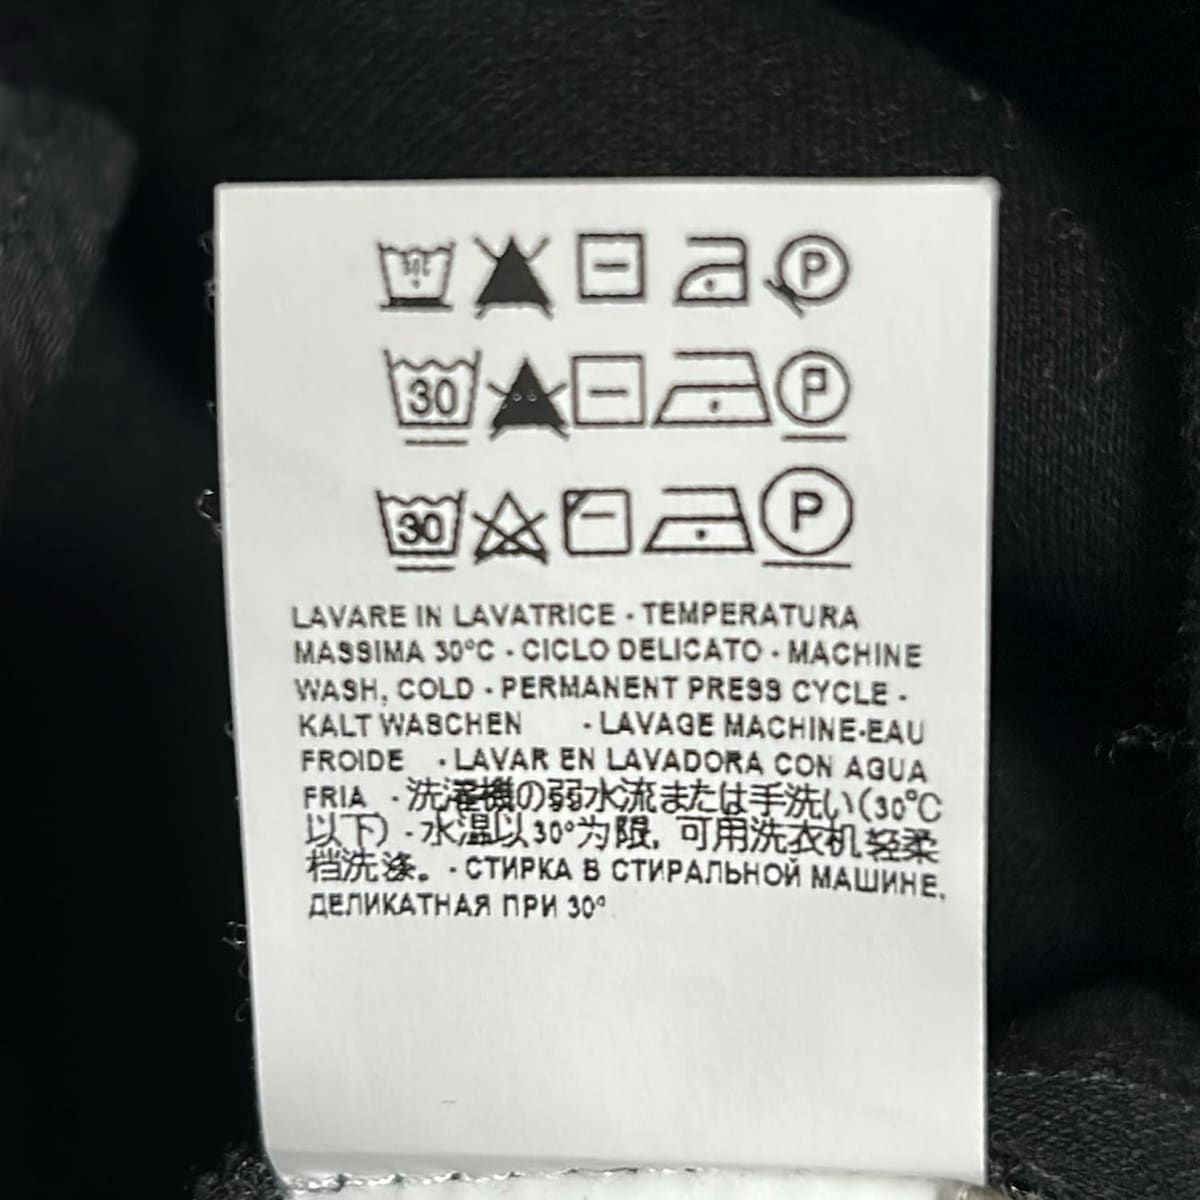 P
30 P
30 P
LAVARE IN LAVATRICE - TEMPERATURA
MASSIMA 30°C - CICLO DELICATO - MACHINE
WASH, COLD - PERMANENT PRESS CYCLE -
KALT WASCHEN - LAVAGE MACHINE-EAU
FROIDE - LAVAR EN LAVADORA CON AGUA
FRIA - 洗濯機の弱水流または手洗い(30°C
以下) - 水温以30°为限, 可用洗衣机轻柔
档洗涤。 - СТИРКА В СТИРАЛЬНОЙ МАШИНЕ,
ДЕЛИКАТНАЯ ПРИ 30°